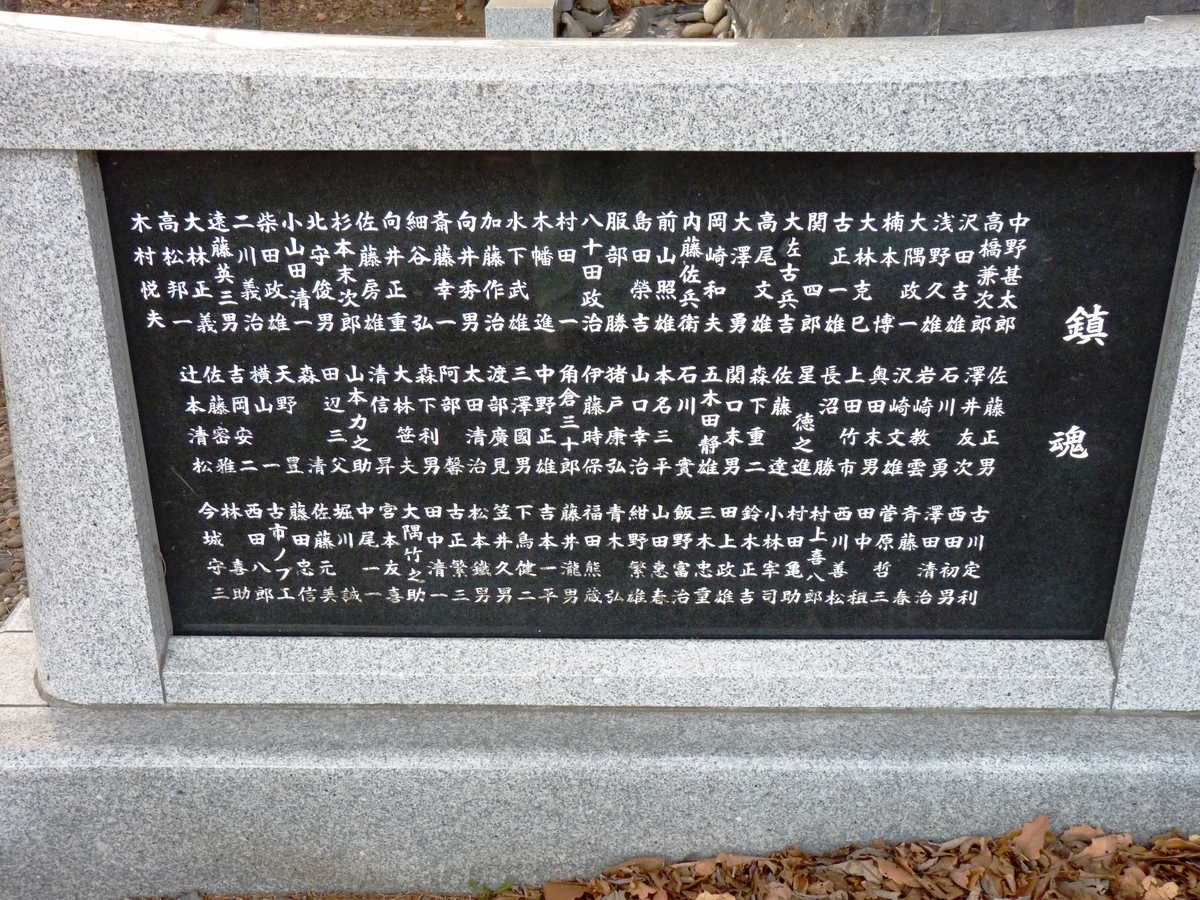 鎮魂
中野甚太郎
高橋兼次郎
沢田吉雄
浅野久雄
大隅政一
楠本博
大林克巳
古正一雄
関四郎
大佐古兵吉
高尾文雄
大澤勇
岡崎和夫
内藤佐兵衛
前山照雄
島田榮吉
服部勝
八十田政治
村田一
木幡進
水下武雄
加藤作治
向井秀男
斎藤幸一
細谷弘
向井正重
佐藤房雄
杉本末次郎
北守俊男
小山田清一
柴田政雄
二川義治
遠藤英三男
大林正義
高松邦一
木村悦夫
佐藤正男
澤井友次
石川勇
岩崎教雲
沢崎文雄
奥田末男
上田竹市
長沼勝
星徳之進
佐藤達
森下重二
関口末男
五木田静雄
石川實
本名三平
山口幸治
猪戸康弘
伊藤時保
角倉三十郎
中野正雄
三澤國男
渡部廣見
太田清治
阿部馨
森下利男
大林笹夫
清信昇
山本力之助
田辺三父
森清
天野豊
横山一
吉岡安二
佐藤密雅
辻本清松
古川定利
西田初男
澤田清治
斉藤春
菅原哲三
田中租
西川善松
村上喜八郎
村田亀助
小林宰司
鈴木正吉
田上政雄
三木忠重
飯野富治
山田惠春
紺野繁雄
青木弘
福田熊蔵
藤井瀧男
吉本一平
下鳥健二
笠井久男
松本鐵男
古正繁三
田中清一
大隅竹之助
宮本友喜
中尾一一
堀川誠
佐藤元美
藤田忠信
古市ノブ工
西田八郎
林喜助
今城守三